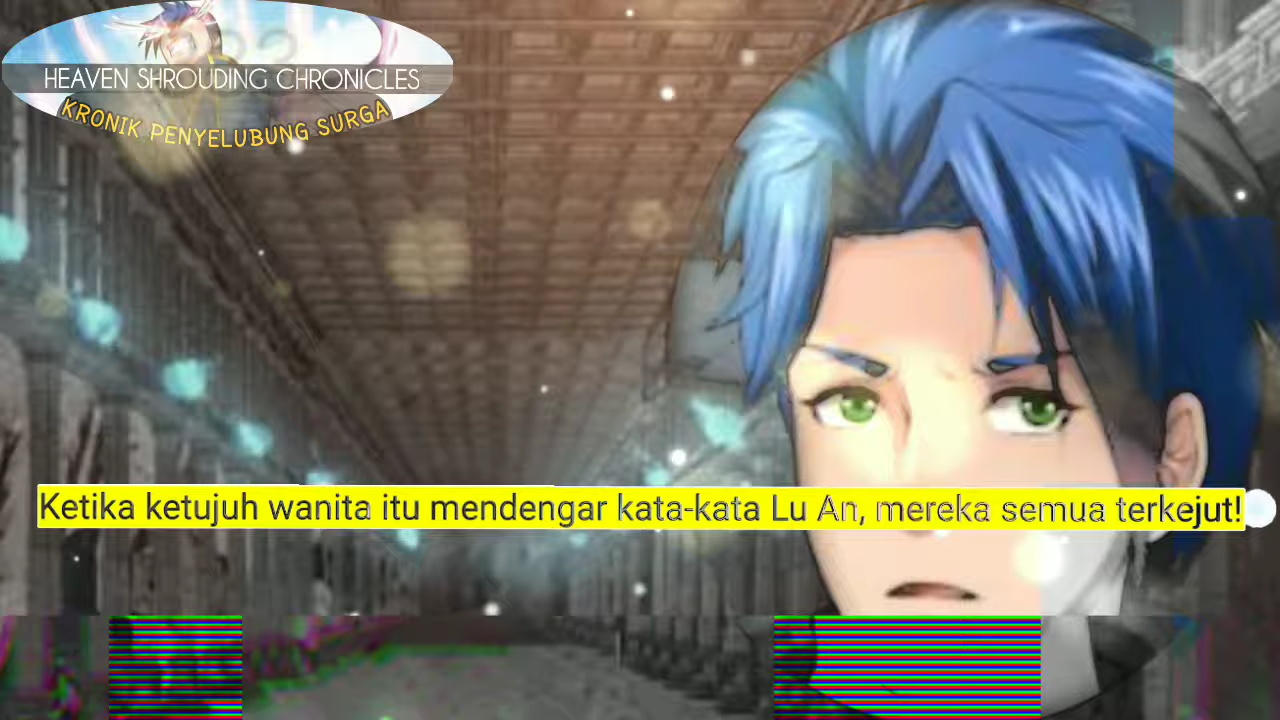 HEAVEN SHROUDING CHRONICLES
KRONIK PENYELUBUNG SURGA
Ketika ketujuh wanita itu mendengar kata-kata Lu An, mereka semua terkejut!